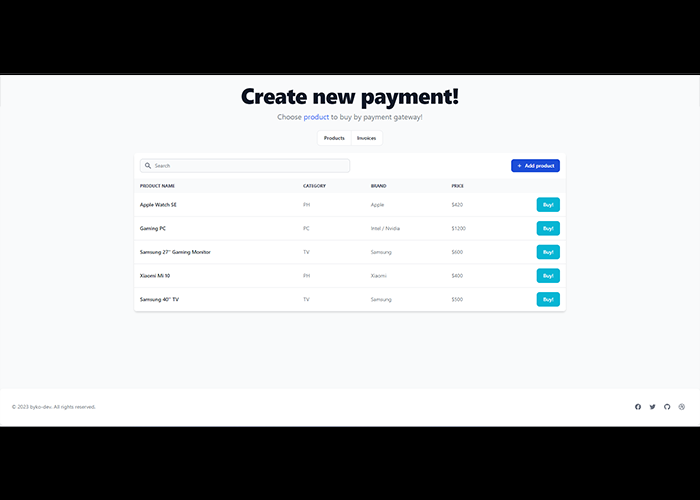 Create new payment!
Choose product to buy by payment gateway!
Products Invoices
Search + Add product
PRODUCT NAME CATEGORY BRAND PRICE
Apple Watch SE PH Apple $420 Buy!
Gaming PC PC Intel / Nvidia $1200 Buy!
Samsung 27" Gaming Monitor TV Samsung $600 Buy!
Xiaomi Mi 10 PH Xiaomi $400 Buy!
Samsung 40" TV TV Samsung $500 Buy!
© 2023 byko-dev. All rights reserved.